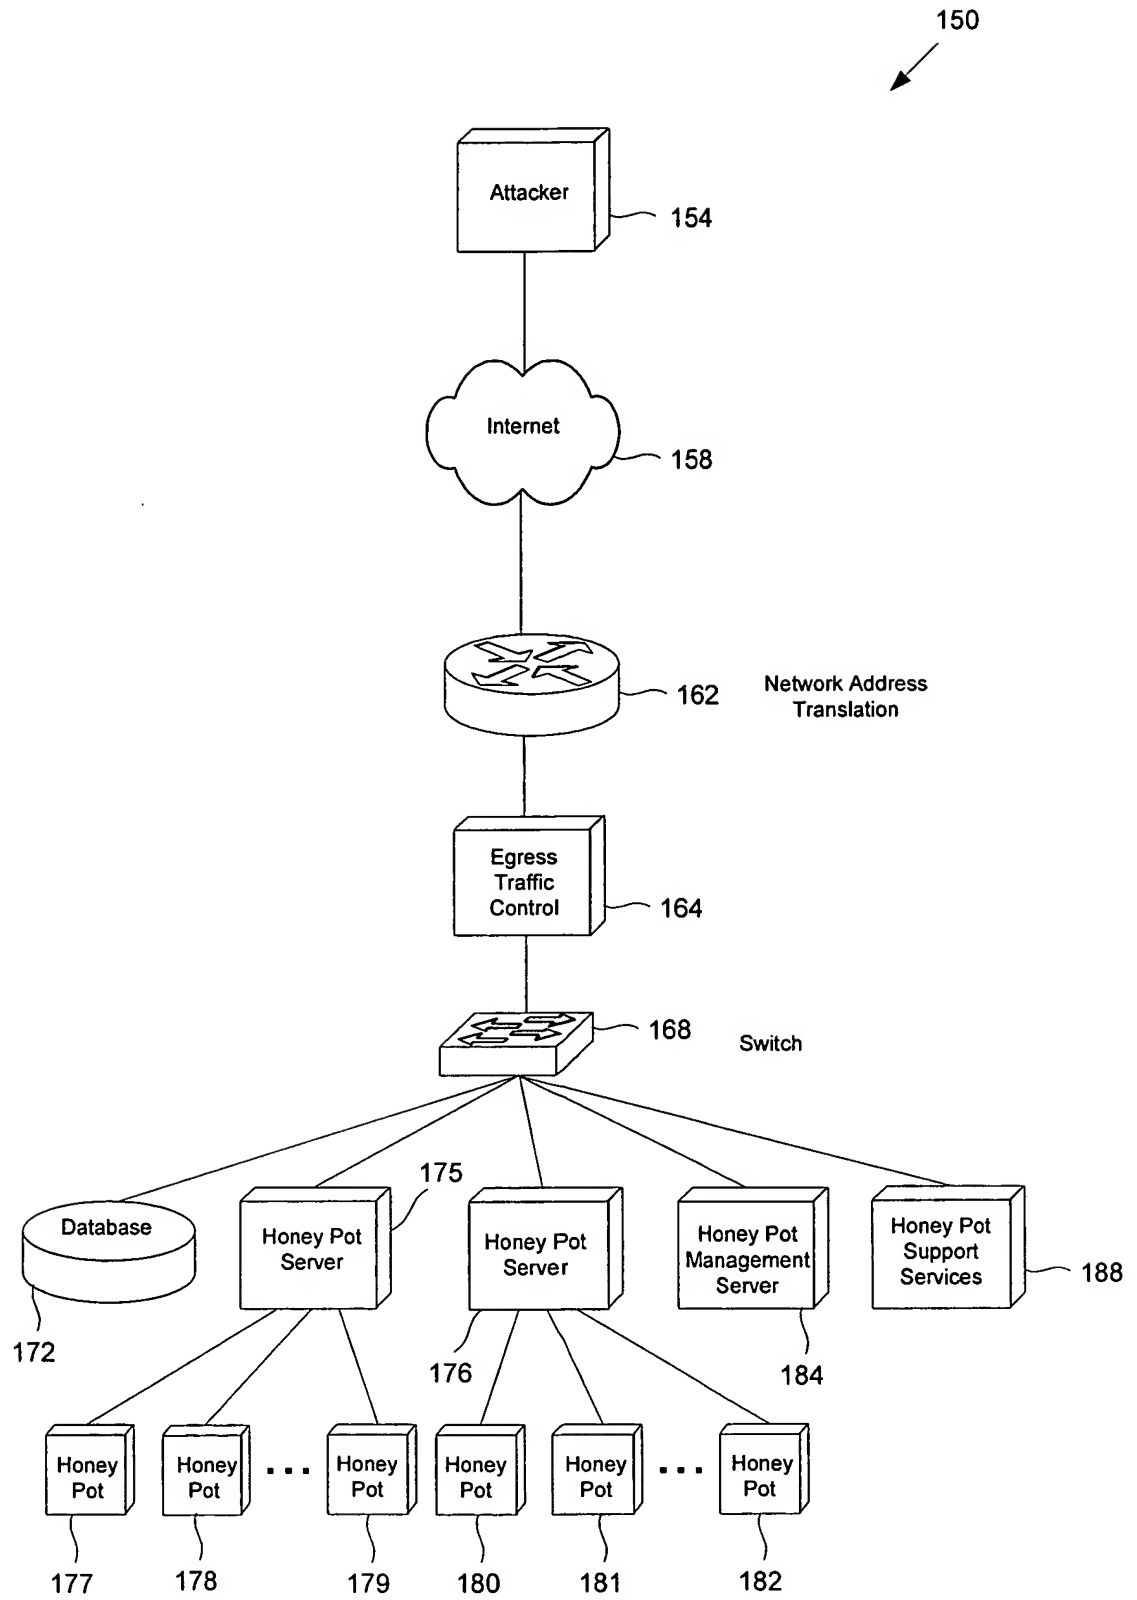 150
Attacker
154
Internet
158
162
Network Address
Translation
Egress
Traffic
Control
164
168
Switch
175
Database
Honey Pot
Server
Honey Pot
Server
Honey Pot
Management
Server
Honey Pot
Support
Services
188
172
176
184
Honey
Pot
Honey
Pot
...
Honey
Pot
Honey
Pot
Honey
Pot
...
Honey
Pot
177
178
179
180
181
182